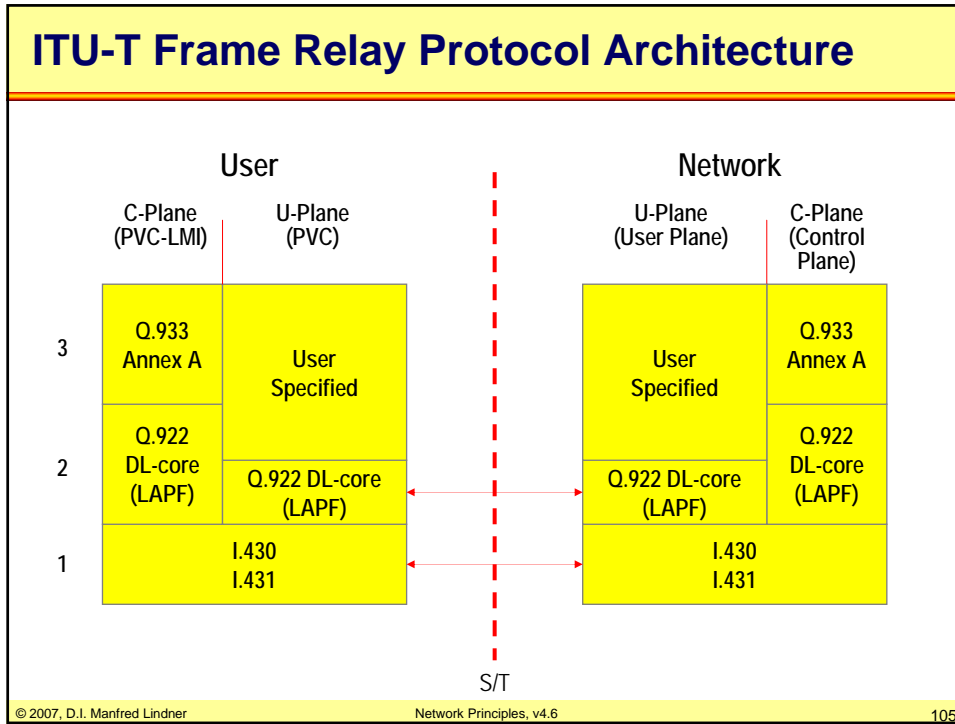 ITU-T Frame Relay Protocol Architecture
User
Network
C-Plane
(PVC-LMI)
U-Plane
(PVC)
U-Plane
(User Plane)
C-Plane
(Control
Plane)
3
Q.933
Annex A
User
Specified
User
Specified
Q.933
Annex A
2
Q.922
DL-core
(LAPF)
Q.922 DL-core
(LAPF)
Q.922 DL-core
(LAPF)
Q.922
DL-core
(LAPF)
1
I.430
I.431
I.430
I.431
S/T
© 2007, D.I. Manfred Lindner
Network Principles, v4.6
105